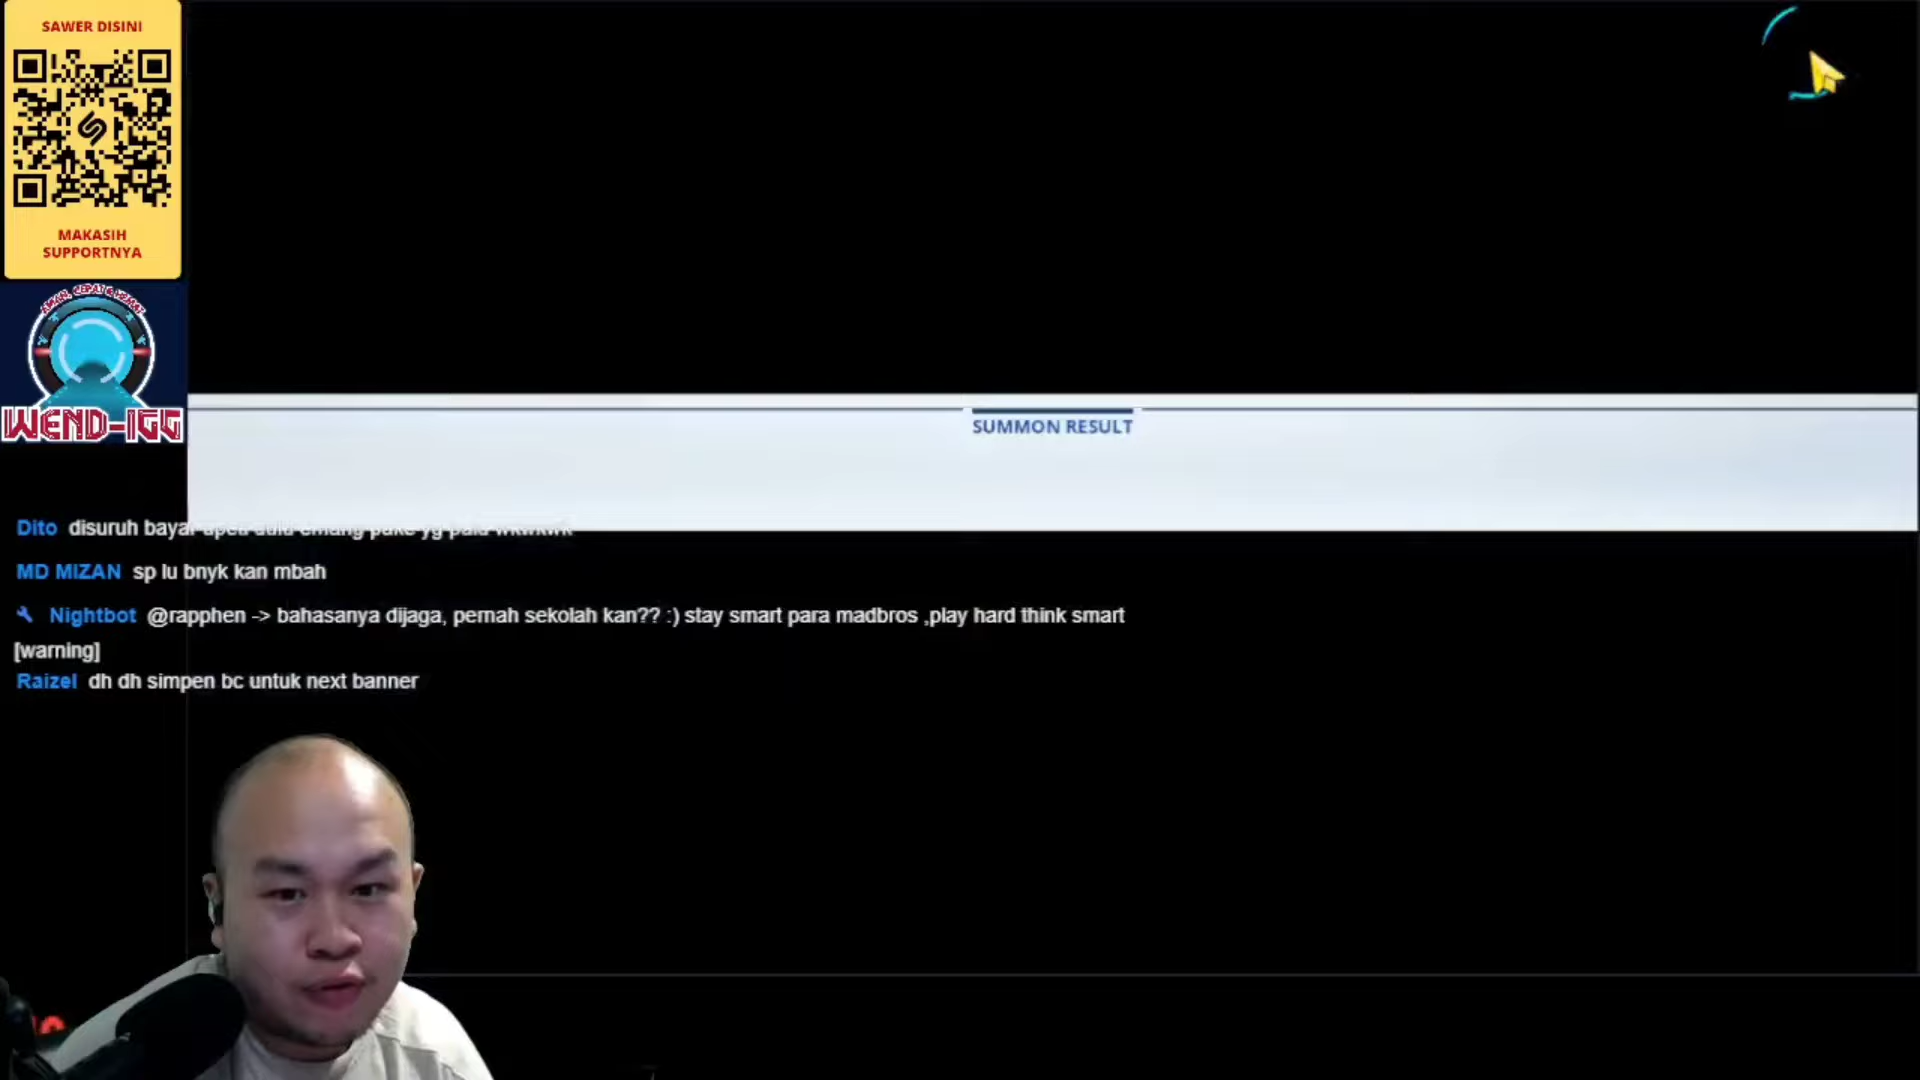 SAWER DISINI
MAKASIH
SUPPORTNYA
AMAN, CEPAT &
WEND-IGG
SUMMON RESULT
Dito disuruh bayar
MD MIZAN sp lu bnyk kan mbah
Nightbot @rapphen -> bahasanya dijaga, pernah sekolah kan?? :) stay smart para madbros ,play hard think smart
[warning]
Raizel dh dh simpen bc untuk next banner